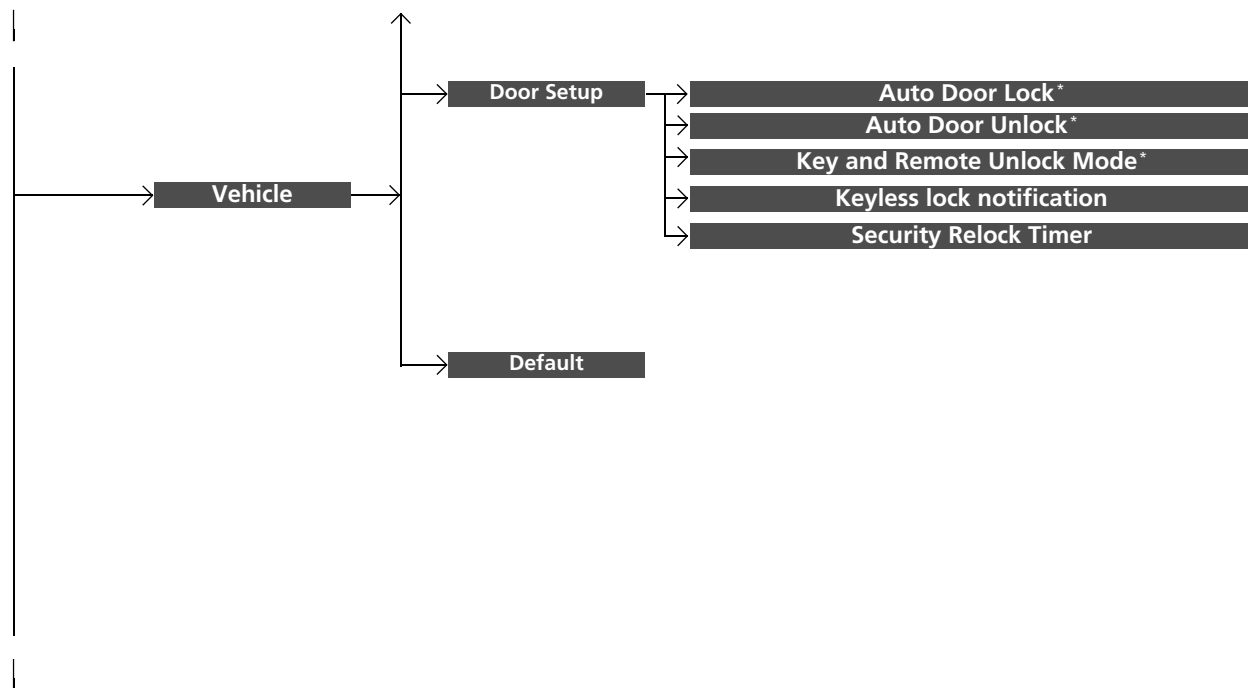 Door Setup
Auto Door Lock*
Auto Door Unlock*
Key and Remote Unlock Mode*
Vehicle
Keyless lock notification
Security Relock Timer
Default